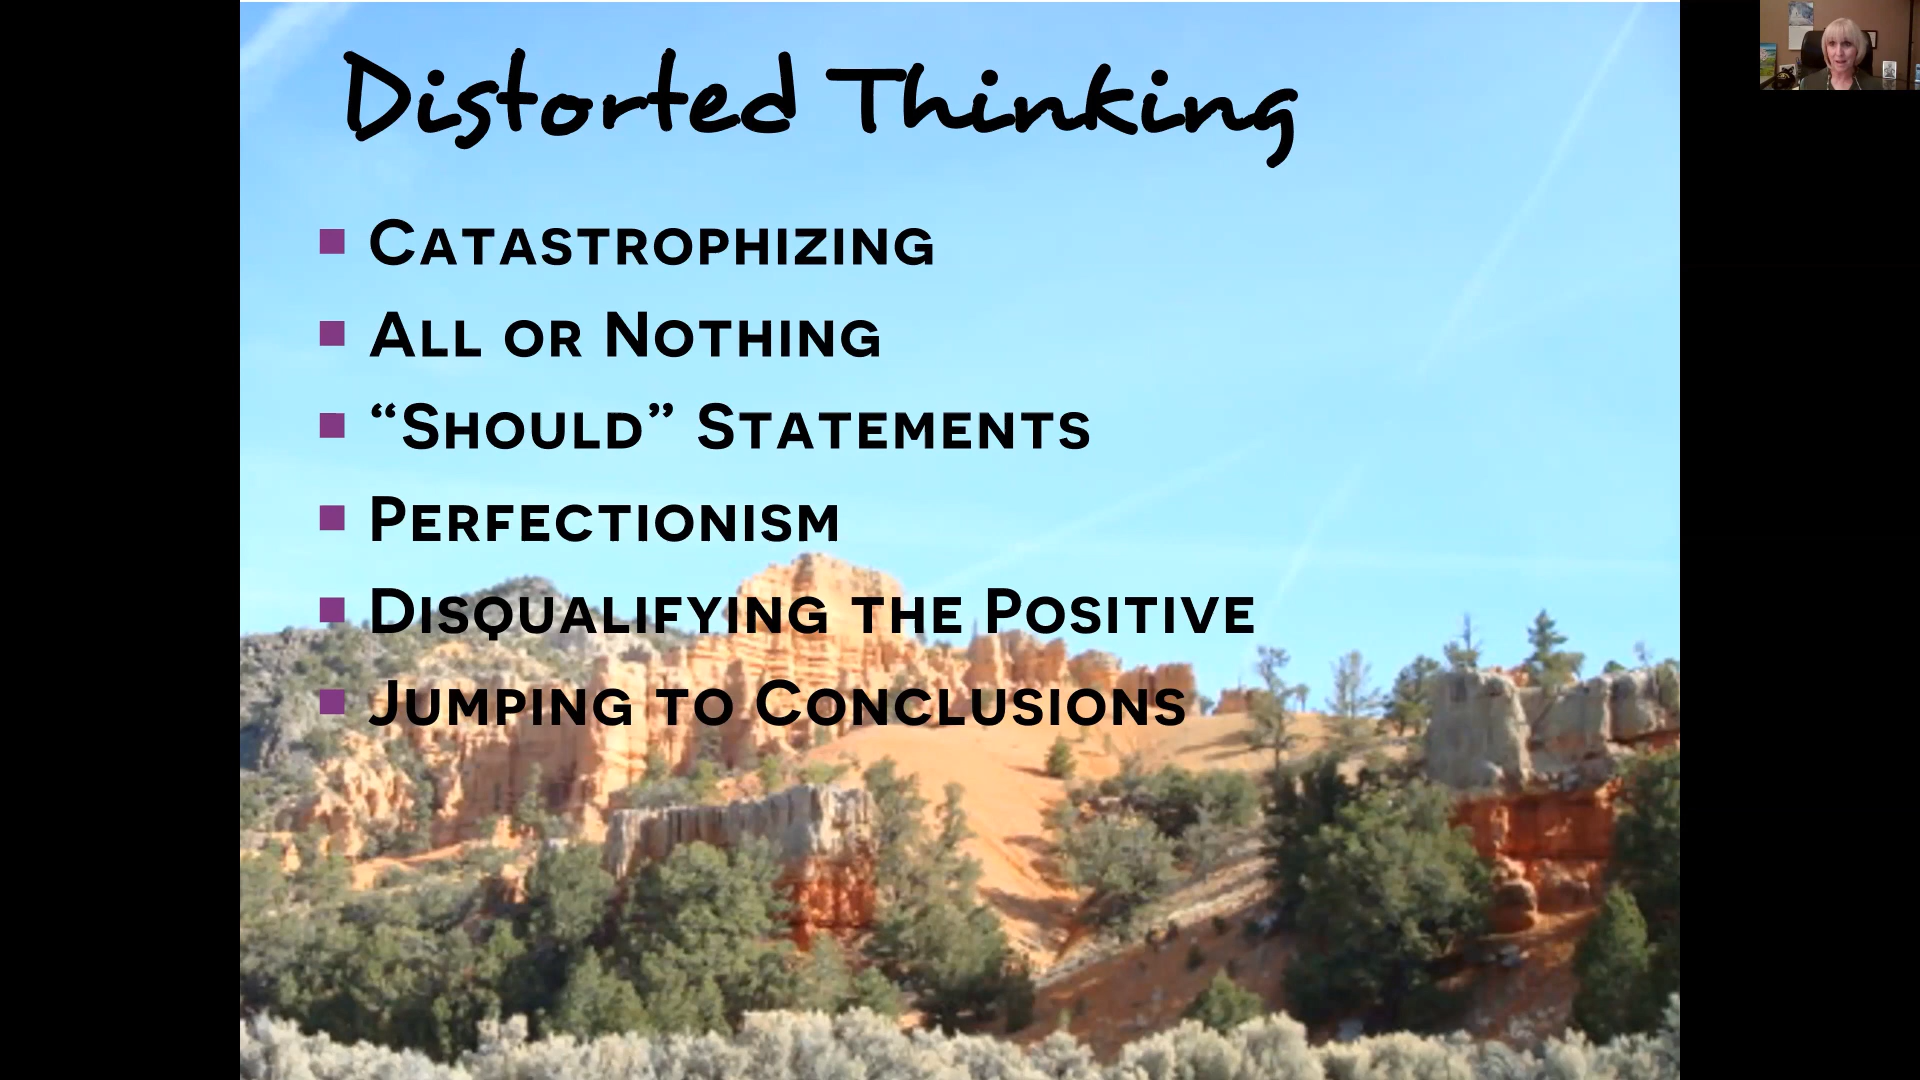 Distorted Thinking
Catastrophizing
All or Nothing
“Should” Statements
Perfectionism
Disqualifying the Positive
Jumping to Conclusions